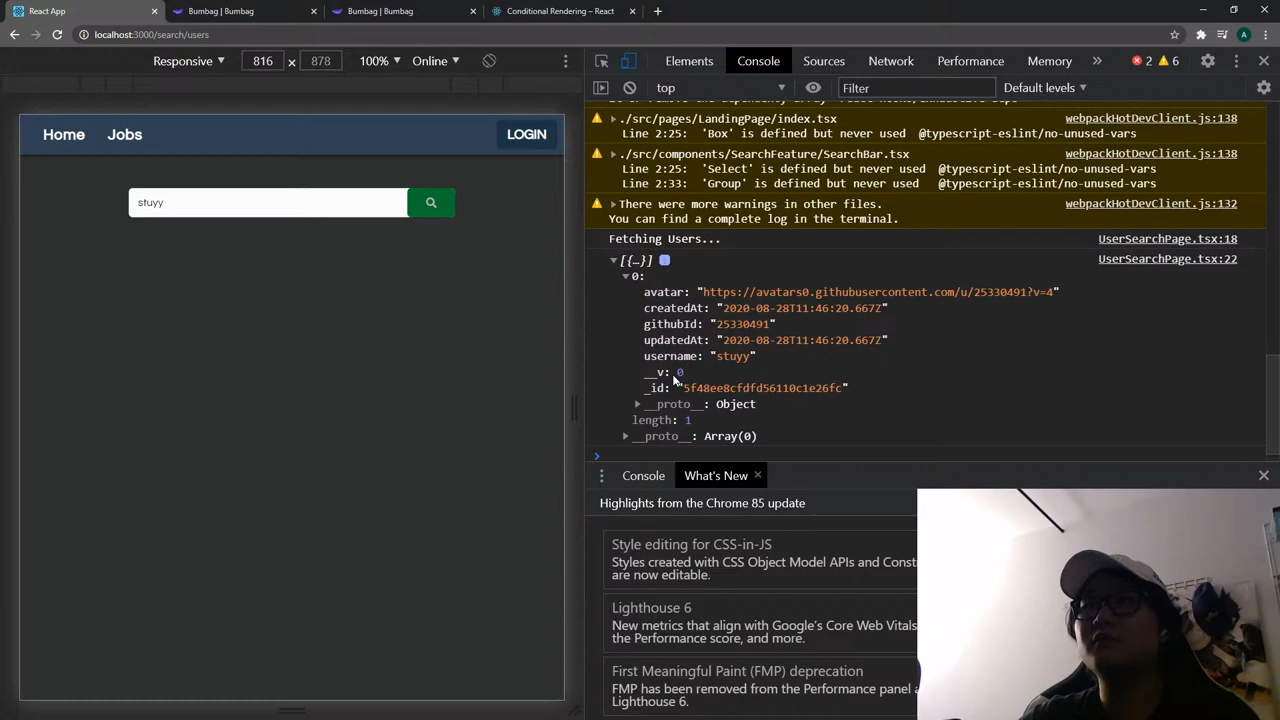 React App
Bumbag | Bumbag
Bumbag | Bumbag
Conditional Rendering – React
localhost:3000/search/users
A
Responsive
816
878
100%
Online
Elements
Console
Sources
Network
Performance
Memory
2
6
top
Filter
Default levels
./src/pages/LandingPage/index.tsx
webpackHotDevClient.js:138
Line 2:25: 'Box' is defined but never used @typescript-eslint/no-unused-vars
./src/components/SearchFeature/SearchBar.tsx
webpackHotDevClient.js:138
Line 2:25: 'Select' is defined but never used @typescript-eslint/no-unused-vars
Line 2:33: 'Group' is defined but never used @typescript-eslint/no-unused-vars
There were more warnings in other files.
webpackHotDevClient.js:132
You can find a complete log in the terminal.
Fetching Users...
UserSearchPage.tsx:18
[{…}]
UserSearchPage.tsx:22
0:
avatar: "https://avatars0.githubusercontent.com/u/25330491?v=4"
createdAt: "2020-08-28T11:46:20.667Z"
githubId: "25330491"
updatedAt: "2020-08-28T11:46:20.667Z"
username: "stuyy"
__v: 0
_id: "5f48ee8cfdfd56110c1e26fc"
__proto__: Object
length: 1
__proto__: Array(0)
Home
Jobs
LOGIN
stuyy
Console
What's New
Highlights from the Chrome 85 update
Style editing for CSS-in-JS
Styles created with CSS Object Model APIs and
are now editable.
Lighthouse 6
New metrics that align with Google's Core Web Vitals
the Performance score, and more.
First Meaningful Paint (FMP) deprecation
FMP has been removed from the Performance panel
Lighthouse 6.